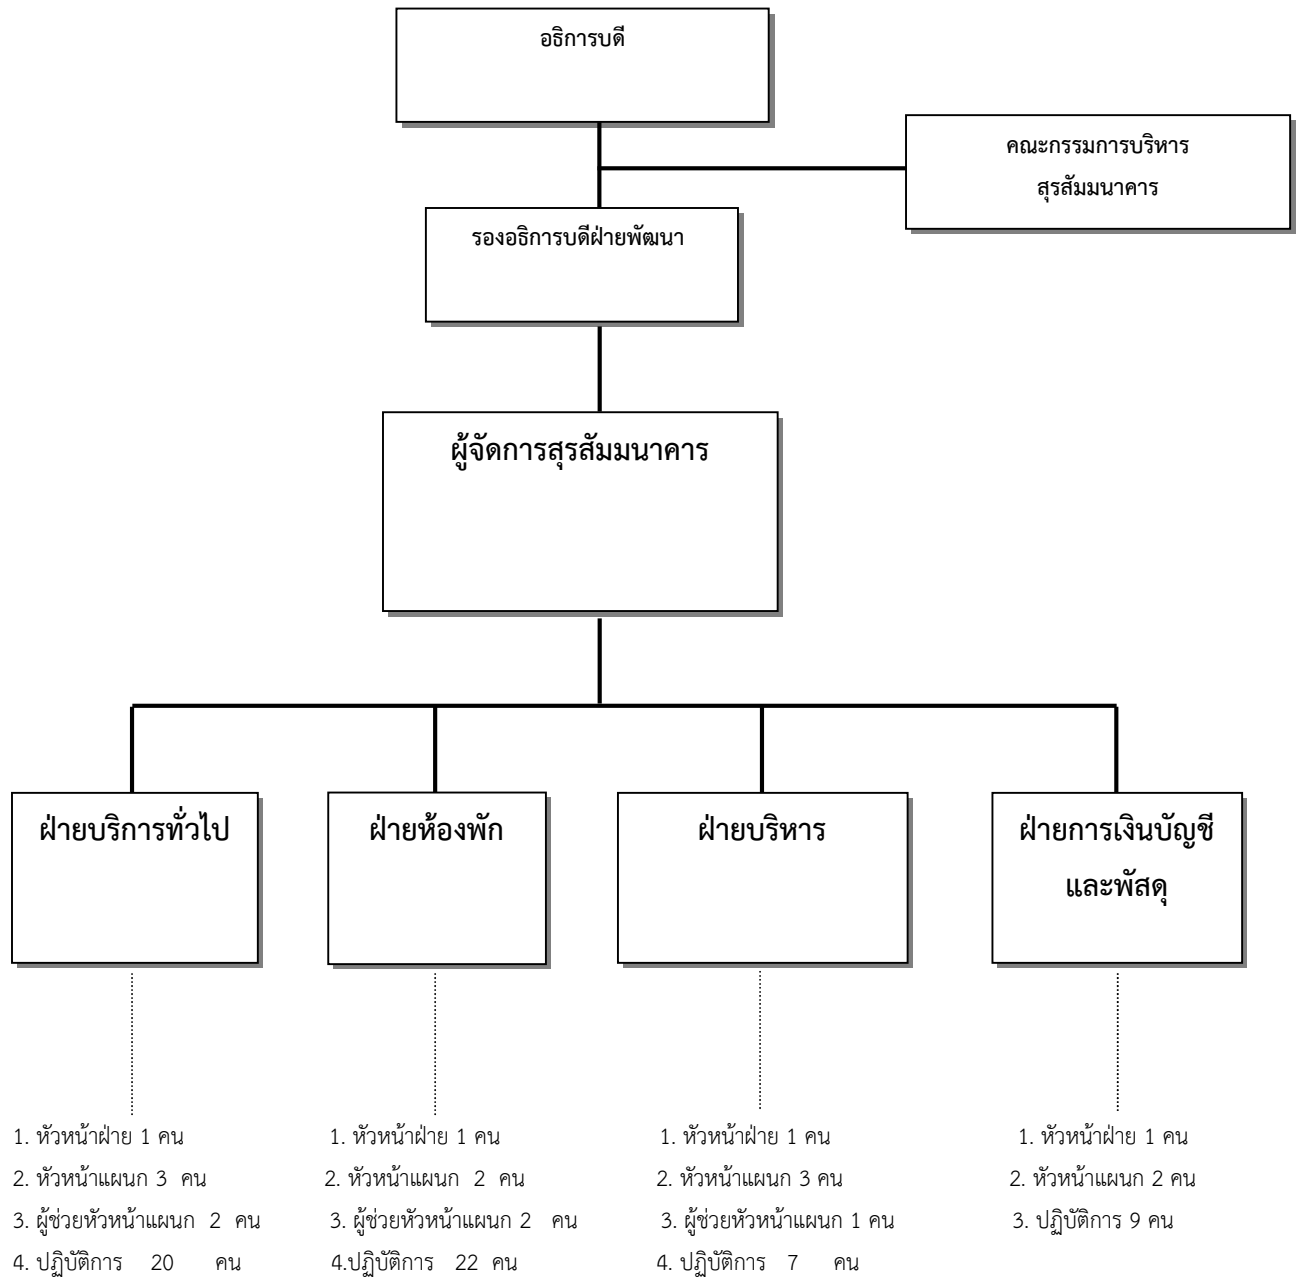 อธิการบดี
คณะกรรมการบริหาร
สุรสัมมนาคาร
รองอธิการบดีฝ่ายพัฒนา
ผู้จัดการสุรสัมมนาคาร
ฝ่ายบริการทั่วไป
ฝ่ายห้องพัก
ฝ่ายบริหาร
ฝ่ายการเงินบัญชี
และพัสดุ
1. หัวหน้าฝ่าย 1 คน
2. หัวหน้าแผนก 3 คน
3. ผู้ช่วยหัวหน้าแผนก 2 คน
4. ปฏิบัติการ 20 คน
1. หัวหน้าฝ่าย 1 คน
2. หัวหน้าแผนก 2 คน
3. ผู้ช่วยหัวหน้าแผนก 2 คน
4.ปฏิบัติการ 22 คน
1. หัวหน้าฝ่าย 1 คน
2. หัวหน้าแผนก 3 คน
3. ผู้ช่วยหัวหน้าแผนก 1 คน
4. ปฏิบัติการ 7 คน
1. หัวหน้าฝ่าย 1 คน
2. หัวหน้าแผนก 2 คน
3. ปฏิบัติการ 9 คน